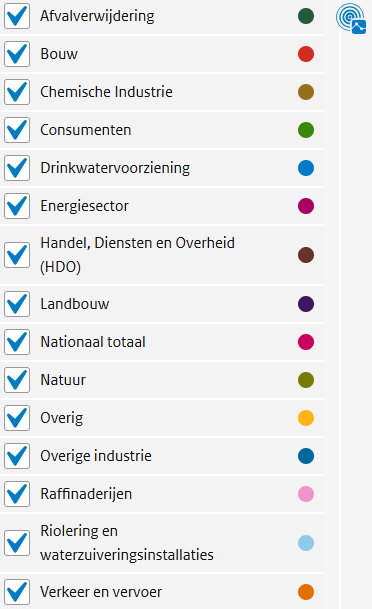 Afvalverwijdering
Bouw
Chemische Industrie
Consumenten
Drinkwatervoorziening
Energiesector
Handel, Diensten en Overheid
(HDO)
Landbouw
Nationaal totaal
Natuur
Overig
Overige industrie
Raffinaderijen
Riolering en
waterzuiveringsinstallaties
Verkeer en vervoer